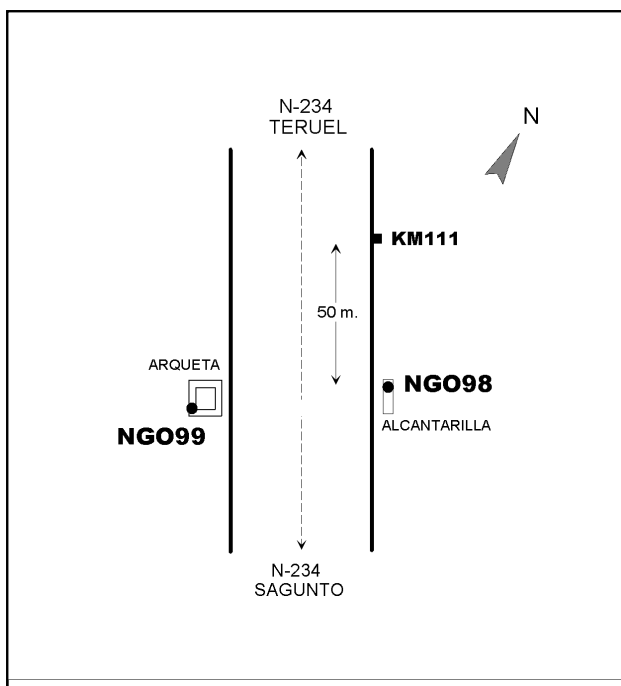 N-234
TERUEL
N
KM111
50 m.
ARQUETA
NGO98
ALCANTARILLA
NGO99
N-234
SAGUNTO